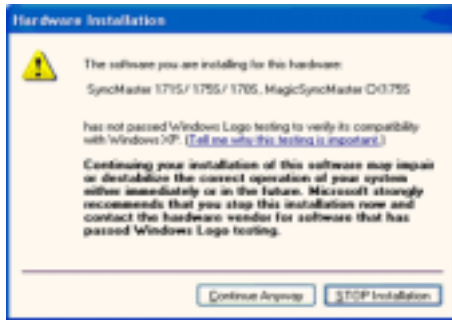 Hardware Installation
The software you are installing for this hardware:
SyncMaster 171S/ 175S/ 170S, MagicSyncMaster CX175S
has not passed Windows Logo testing to verify its compatibility
with Windows XP. (Tell me why this testing is important.)
Continuing your installation of this software may impair
or destabilize the correct operation of your system
either immediately or in the future. Microsoft strongly
recommends that you stop this installation now and
contact the hardware vendor for software that has
passed Windows Logo testing.
Continue Anyway
STOP Installation